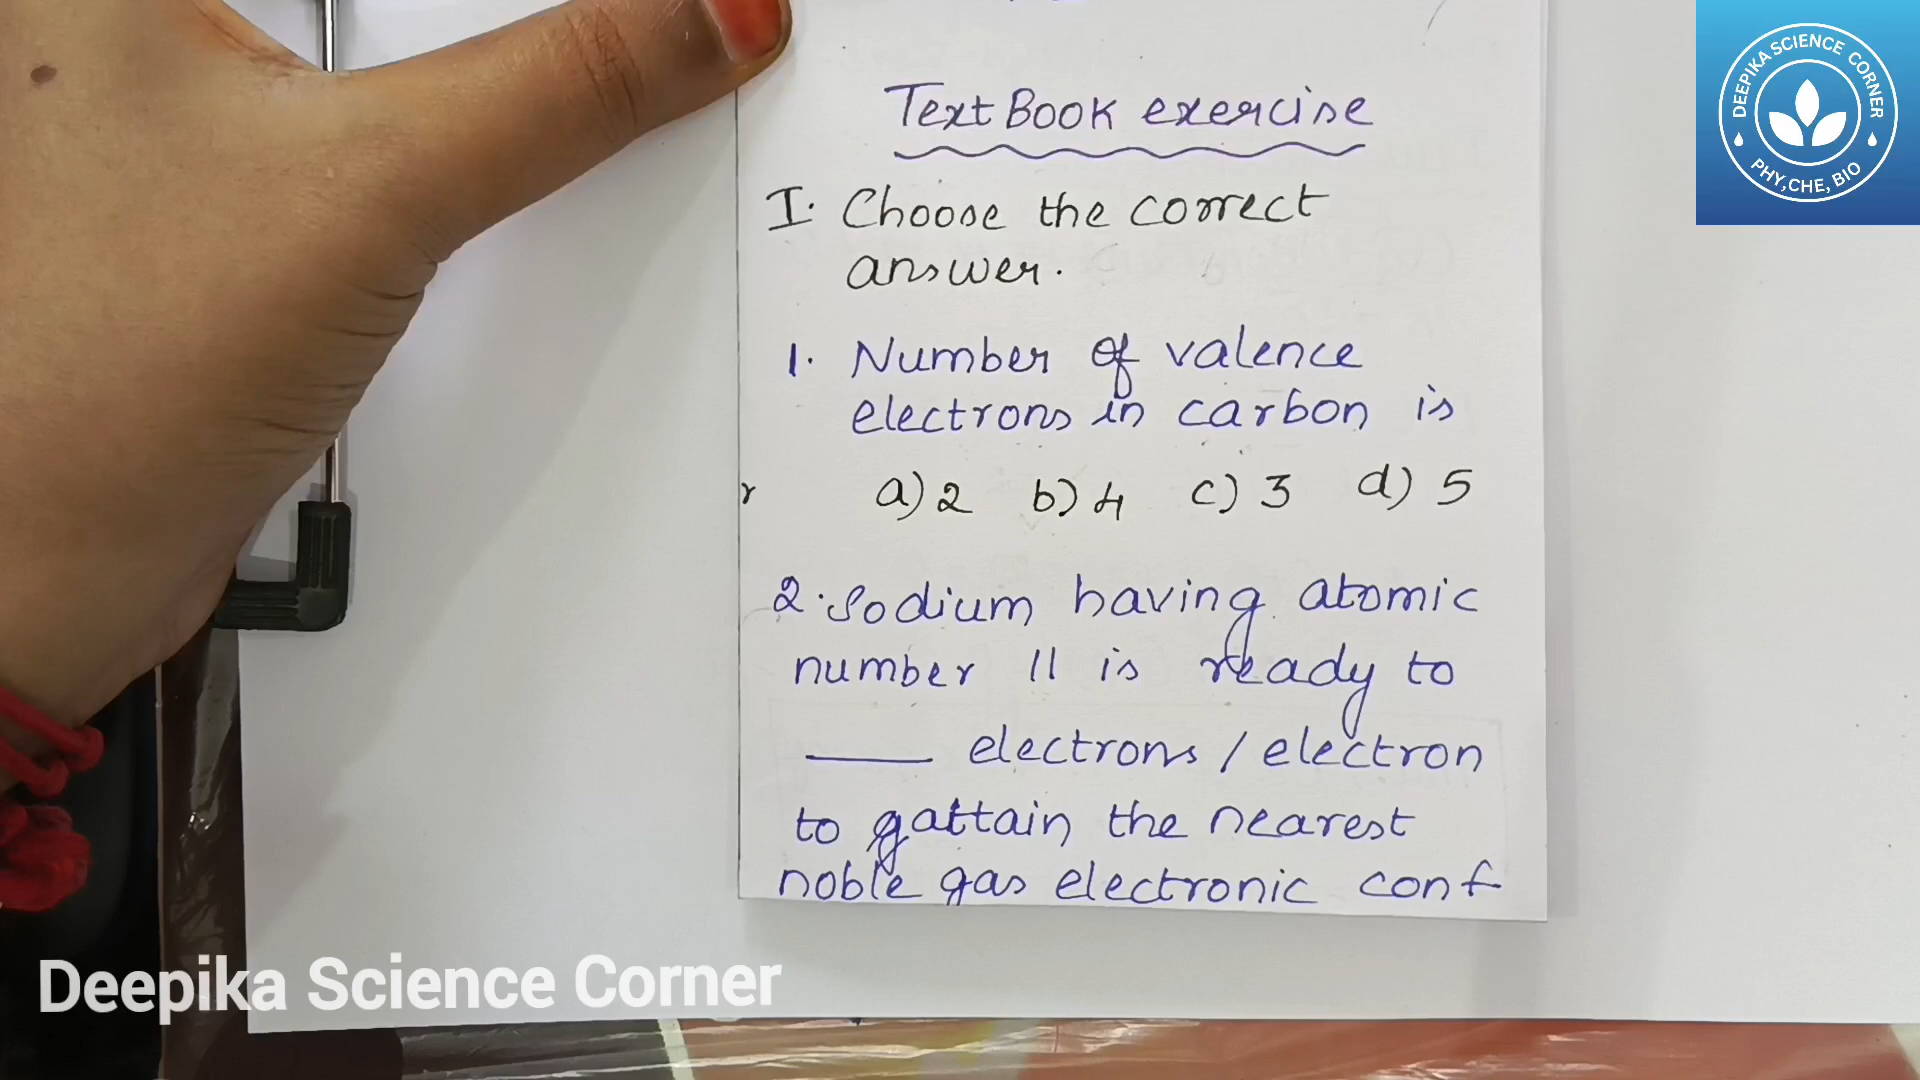 TextBook exercise
I. Choose the correct
answer.
1. Number of valence
electrons in carbon is
a) 2 b) 4 c) 3 d) 5
2. Sodium having atomic
number 11 is ready to
____ electrons / electron
to gattain the nearest
noble gas electronic conf
DEEPIKA SCIENCE CORNER
PHY, CHE, BIO
Deepika Science Corner